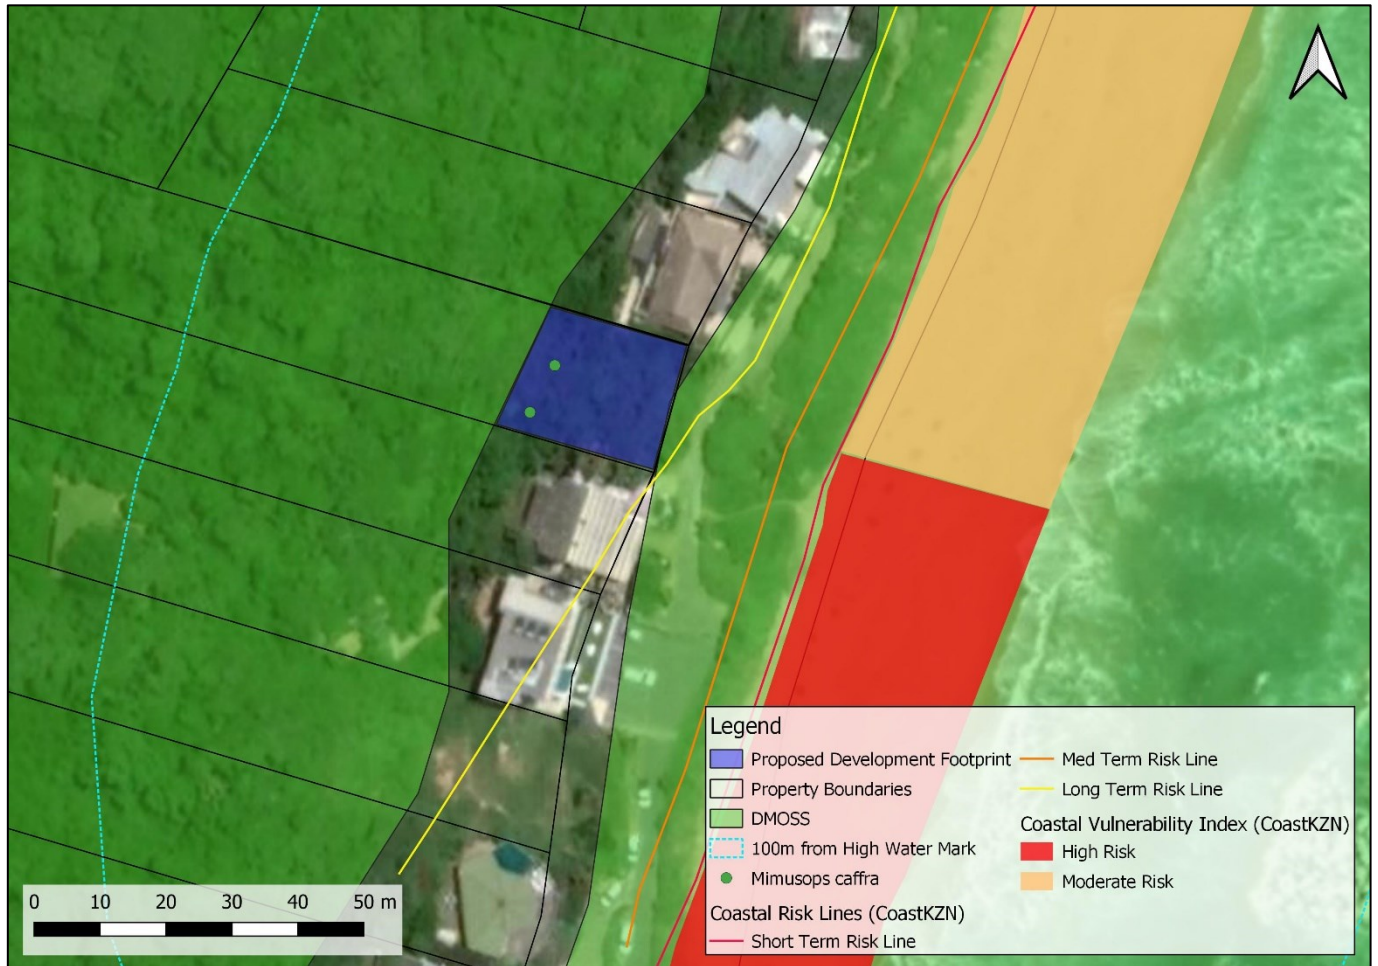 0 10 20 30 40 50 m
Legend
Proposed Development Footprint
Property Boundaries
DMOSS
100m from High Water Mark
Mimusops caffra
Coastal Risk Lines (CoastKZN)
Short Term Risk Line
Med Term Risk Line
Long Term Risk Line
Coastal Vulnerability Index (CoastKZN)
High Risk
Moderate Risk